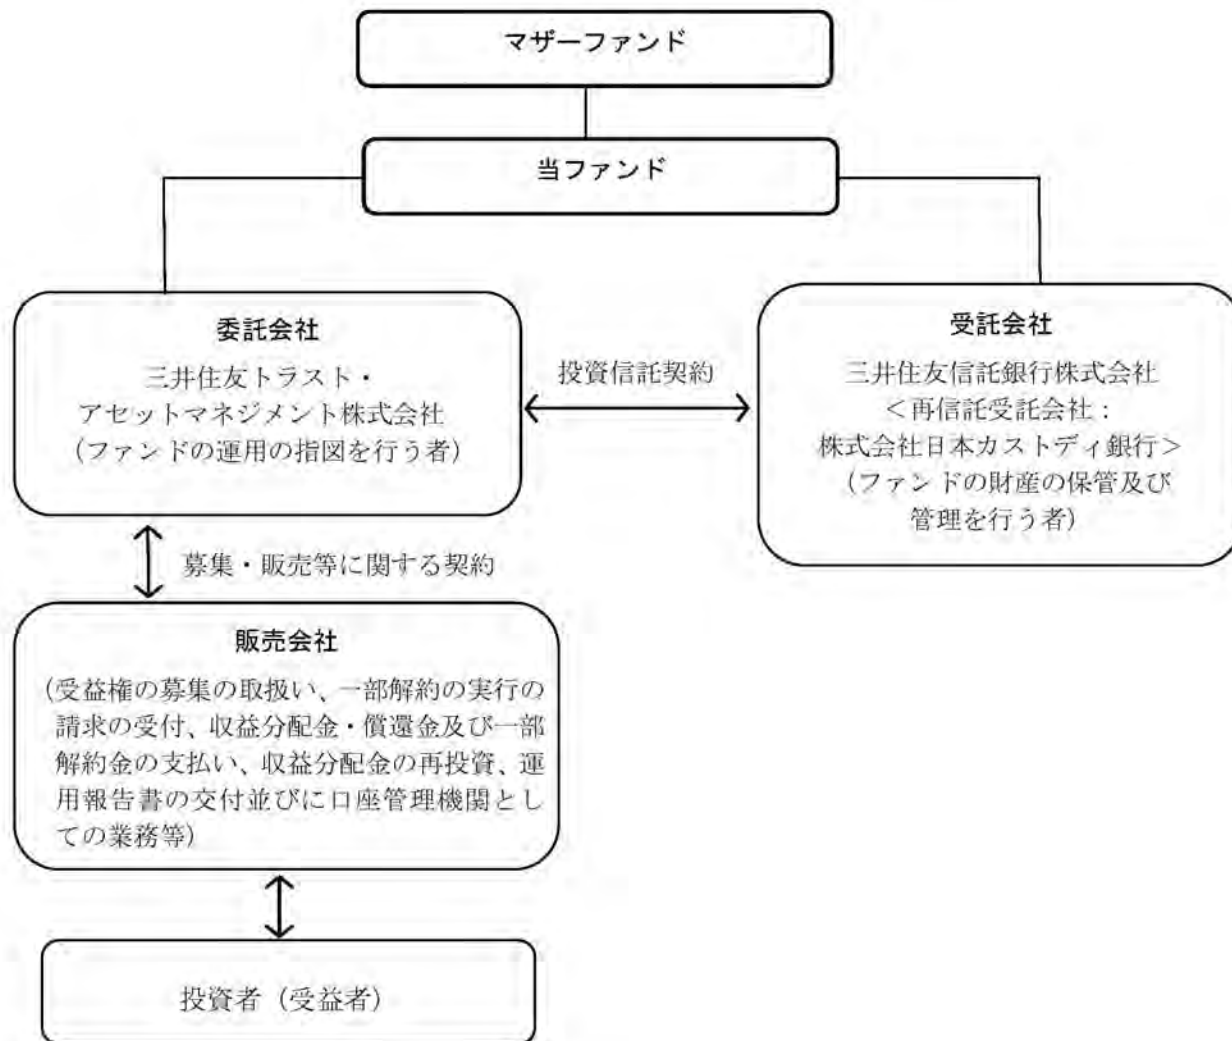 マザーファンド
当ファンド
委託会社
三井住友トラスト・
アセットマネジメント株式会社
(ファンドの運用の指図を行う者)
投資信託契約
受託会社
三井住友信託銀行株式会社
<再信託受託会社:
株式会社日本カストディ銀行>
(ファンドの財産の保管及び
管理を行う者)
募集・販売等に関する契約
販売会社
(受益権の募集の取扱い、一部解約の実行の
請求の受付、収益分配金・償還金及び一部
解約金の支払い、収益分配金の再投資、運
用報告書の交付並びに口座管理機関とし
ての業務等)
投資者(受益者)